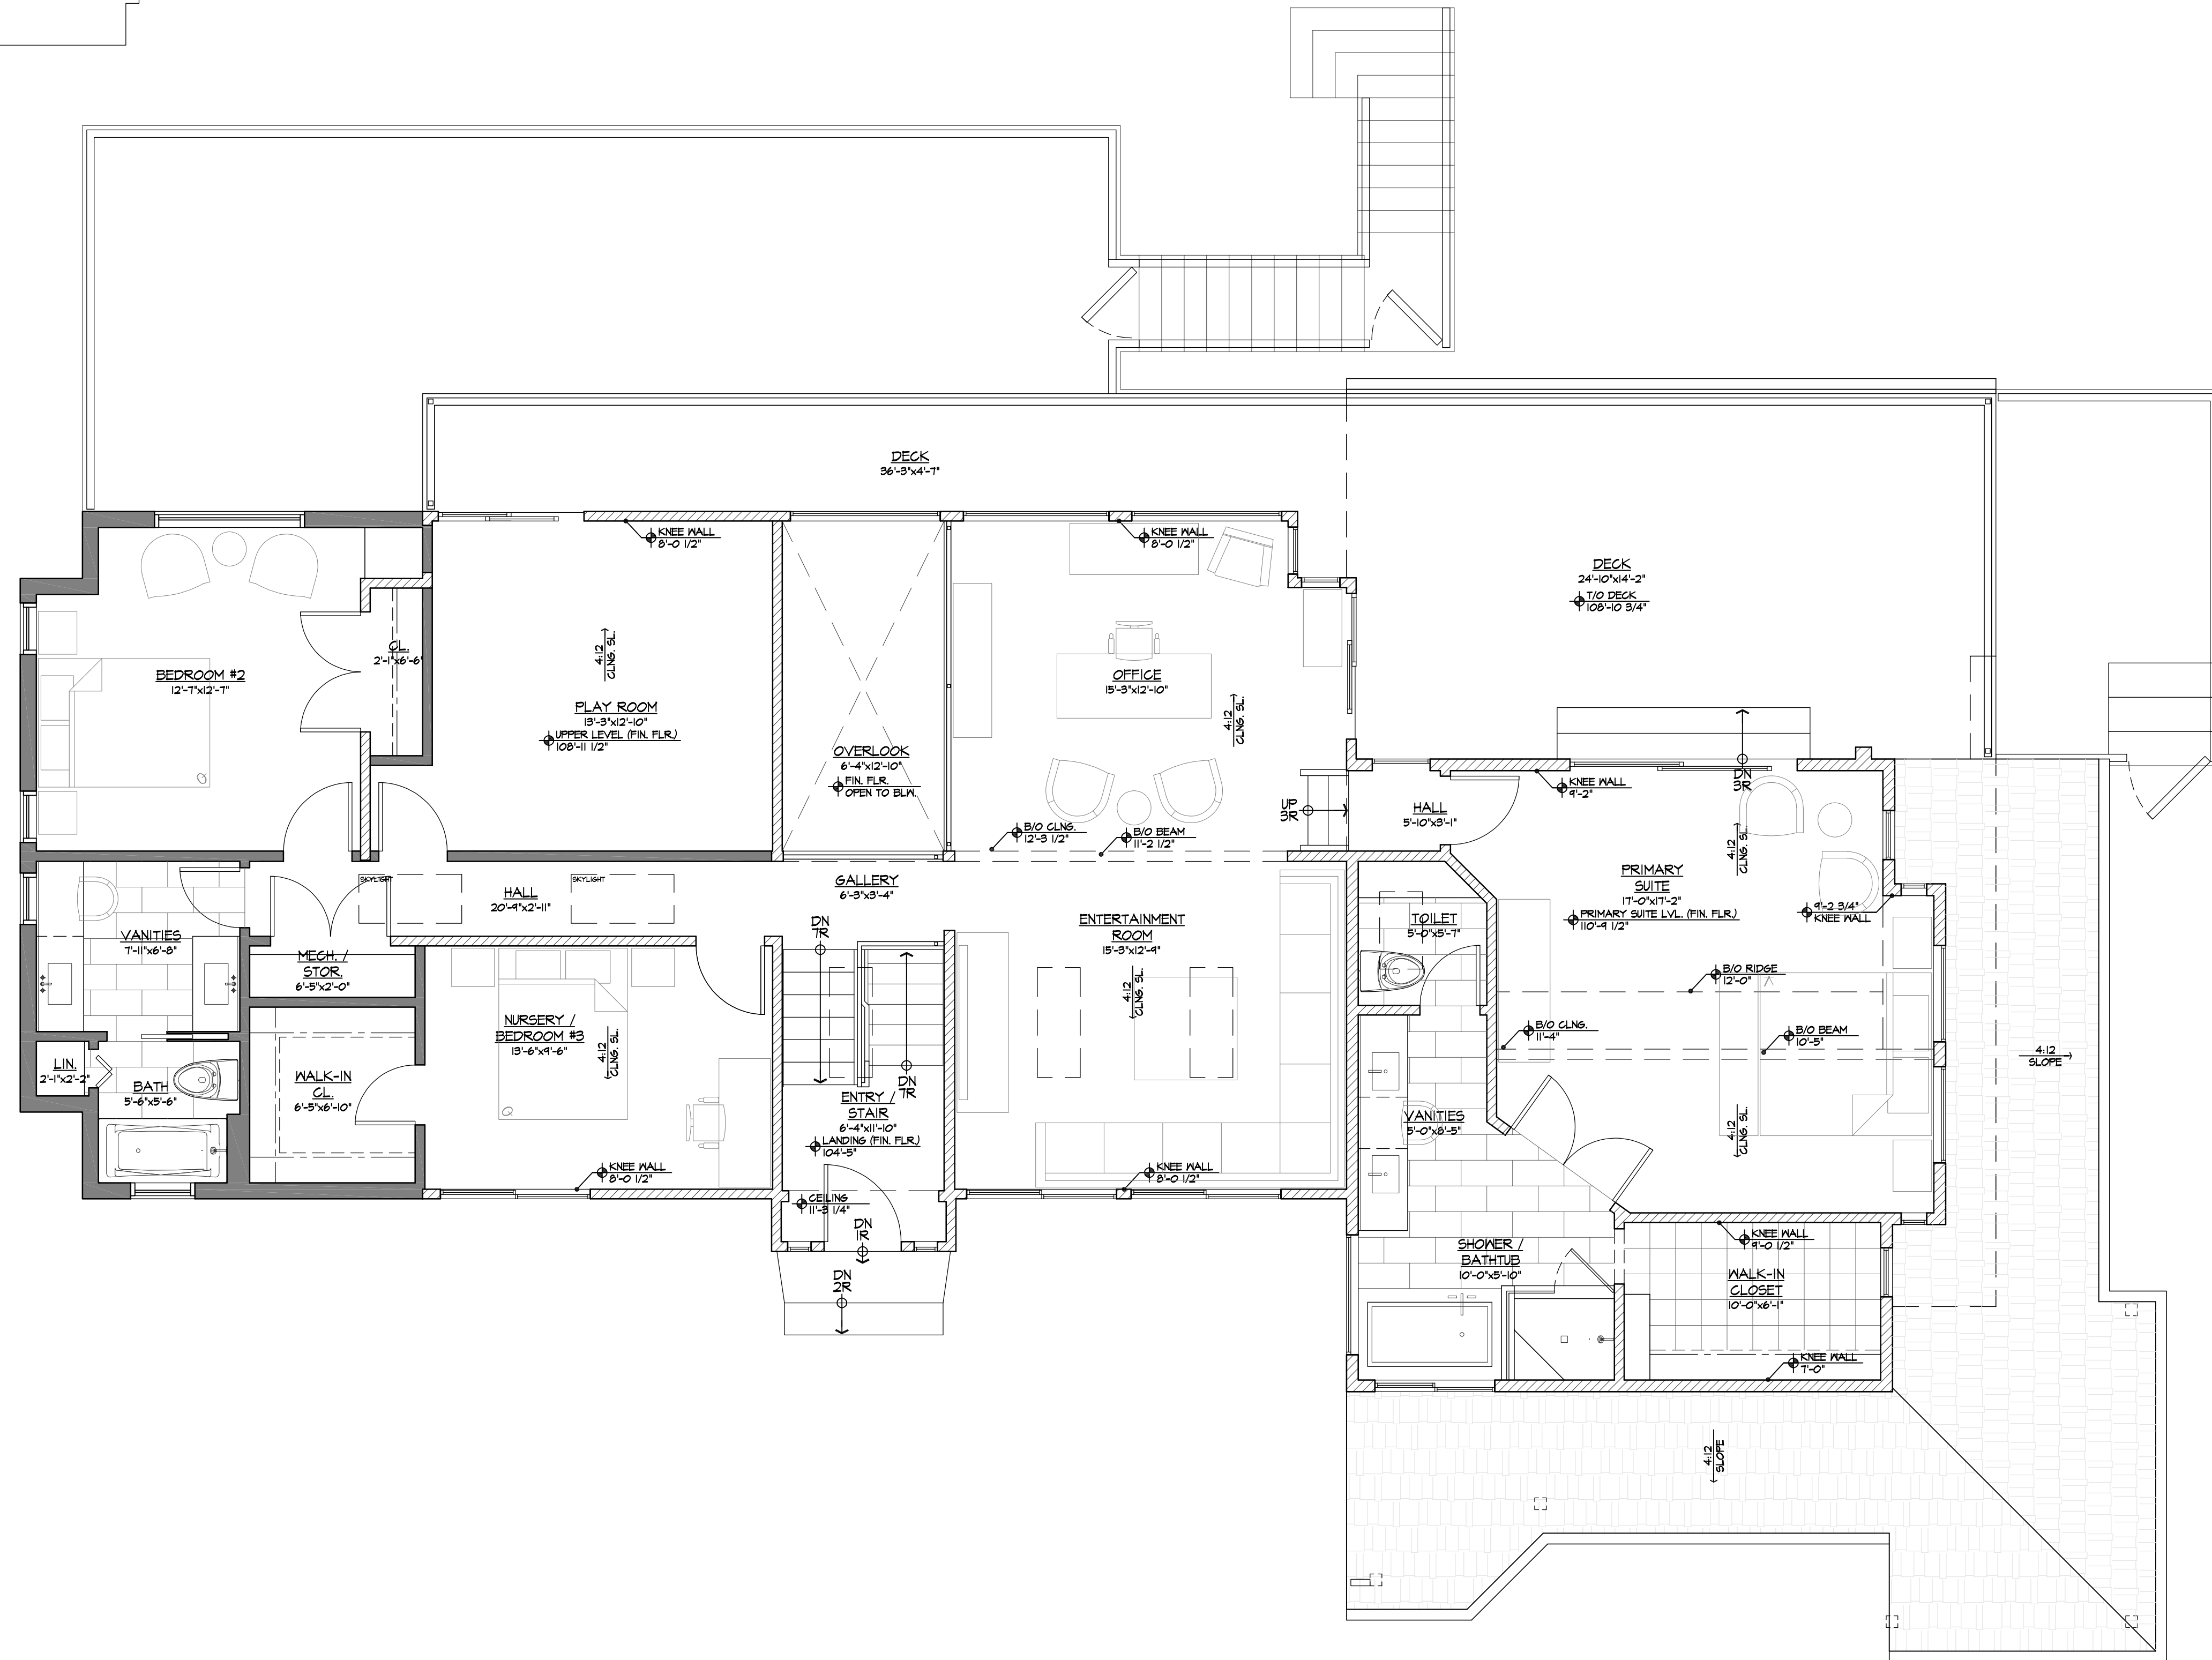 DECK
36'-3"x4'-7"
KNEE WALL
8'-0 1/2"
KNEE WALL
8'-0 1/2"
DECK
24'-10"x14'-2"
T/O DECK
108'-10 3/4"
CL.
2'-1"x6'-6"
4:12
CLNG. SL.
BEDROOM #2
12'-7"x12'-7"
OFFICE
15'-3"x12'-10"
4:12
CLNG. SL.
PLAY ROOM
13'-3"x12'-10"
UPPER LEVEL (FIN. FLR.)
108'-11 1/2"
OVERLOOK
6'-4"x12'-10"
FIN. FLR.
OPEN TO BLW.
DN
3R
KNEE WALL
9'-2"
UP
3R
HALL
5'-10"x3'-1"
B/O CLNG.
12'-3 1/2"
B/O BEAM
11'-2 1/2"
4:12
CLNG. SL.
SKYLIGHT
SKYLIGHT
HALL
20'-9"x2'-11"
GALLERY
6'-3"x3'-4"
PRIMARY
SUITE
17'-0"x17'-2"
PRIMARY SUITE LVL. (FIN. FLR.)
110'-9 1/2"
9'-2 3/4"
KNEE WALL
DN
7R
ENTERTAINMENT
ROOM
15'-3"x12'-9"
4:12
CLNG. SL.
TOILET
5'-0"x5'-7"
VANITIES
7'-11"x6'-8"
MECH. /
STOR.
6'-5"x2'-0"
B/O RIDGE
12'-0"
NURSERY /
BEDROOM #3
13'-6"x9'-6"
4:12
CLNG. SL.
B/O CLNG.
11'-4"
B/O BEAM
10'-5"
4:12
SLOPE
LIN.
2'-1"x2'-2"
BATH
5'-6"x5'-6"
WALK-IN
CL.
6'-5"x6'-10"
DN
7R
ENTRY /
STAIR
6'-4"x11'-10"
LANDING (FIN. FLR.)
104'-5"
VANITIES
5'-0"x8'-5"
4:12
CLNG. SL.
KNEE WALL
8'-0 1/2"
KNEE WALL
8'-0 1/2"
CEILING
11'-3 1/4"
DN
1R
DN
2R
SHOWER /
BATHTUB
10'-0"x5'-10"
KNEE WALL
9'-0 1/2"
WALK-IN
CLOSET
10'-0"x6'-1"
KNEE WALL
7'-0"
4:12
SLOPE